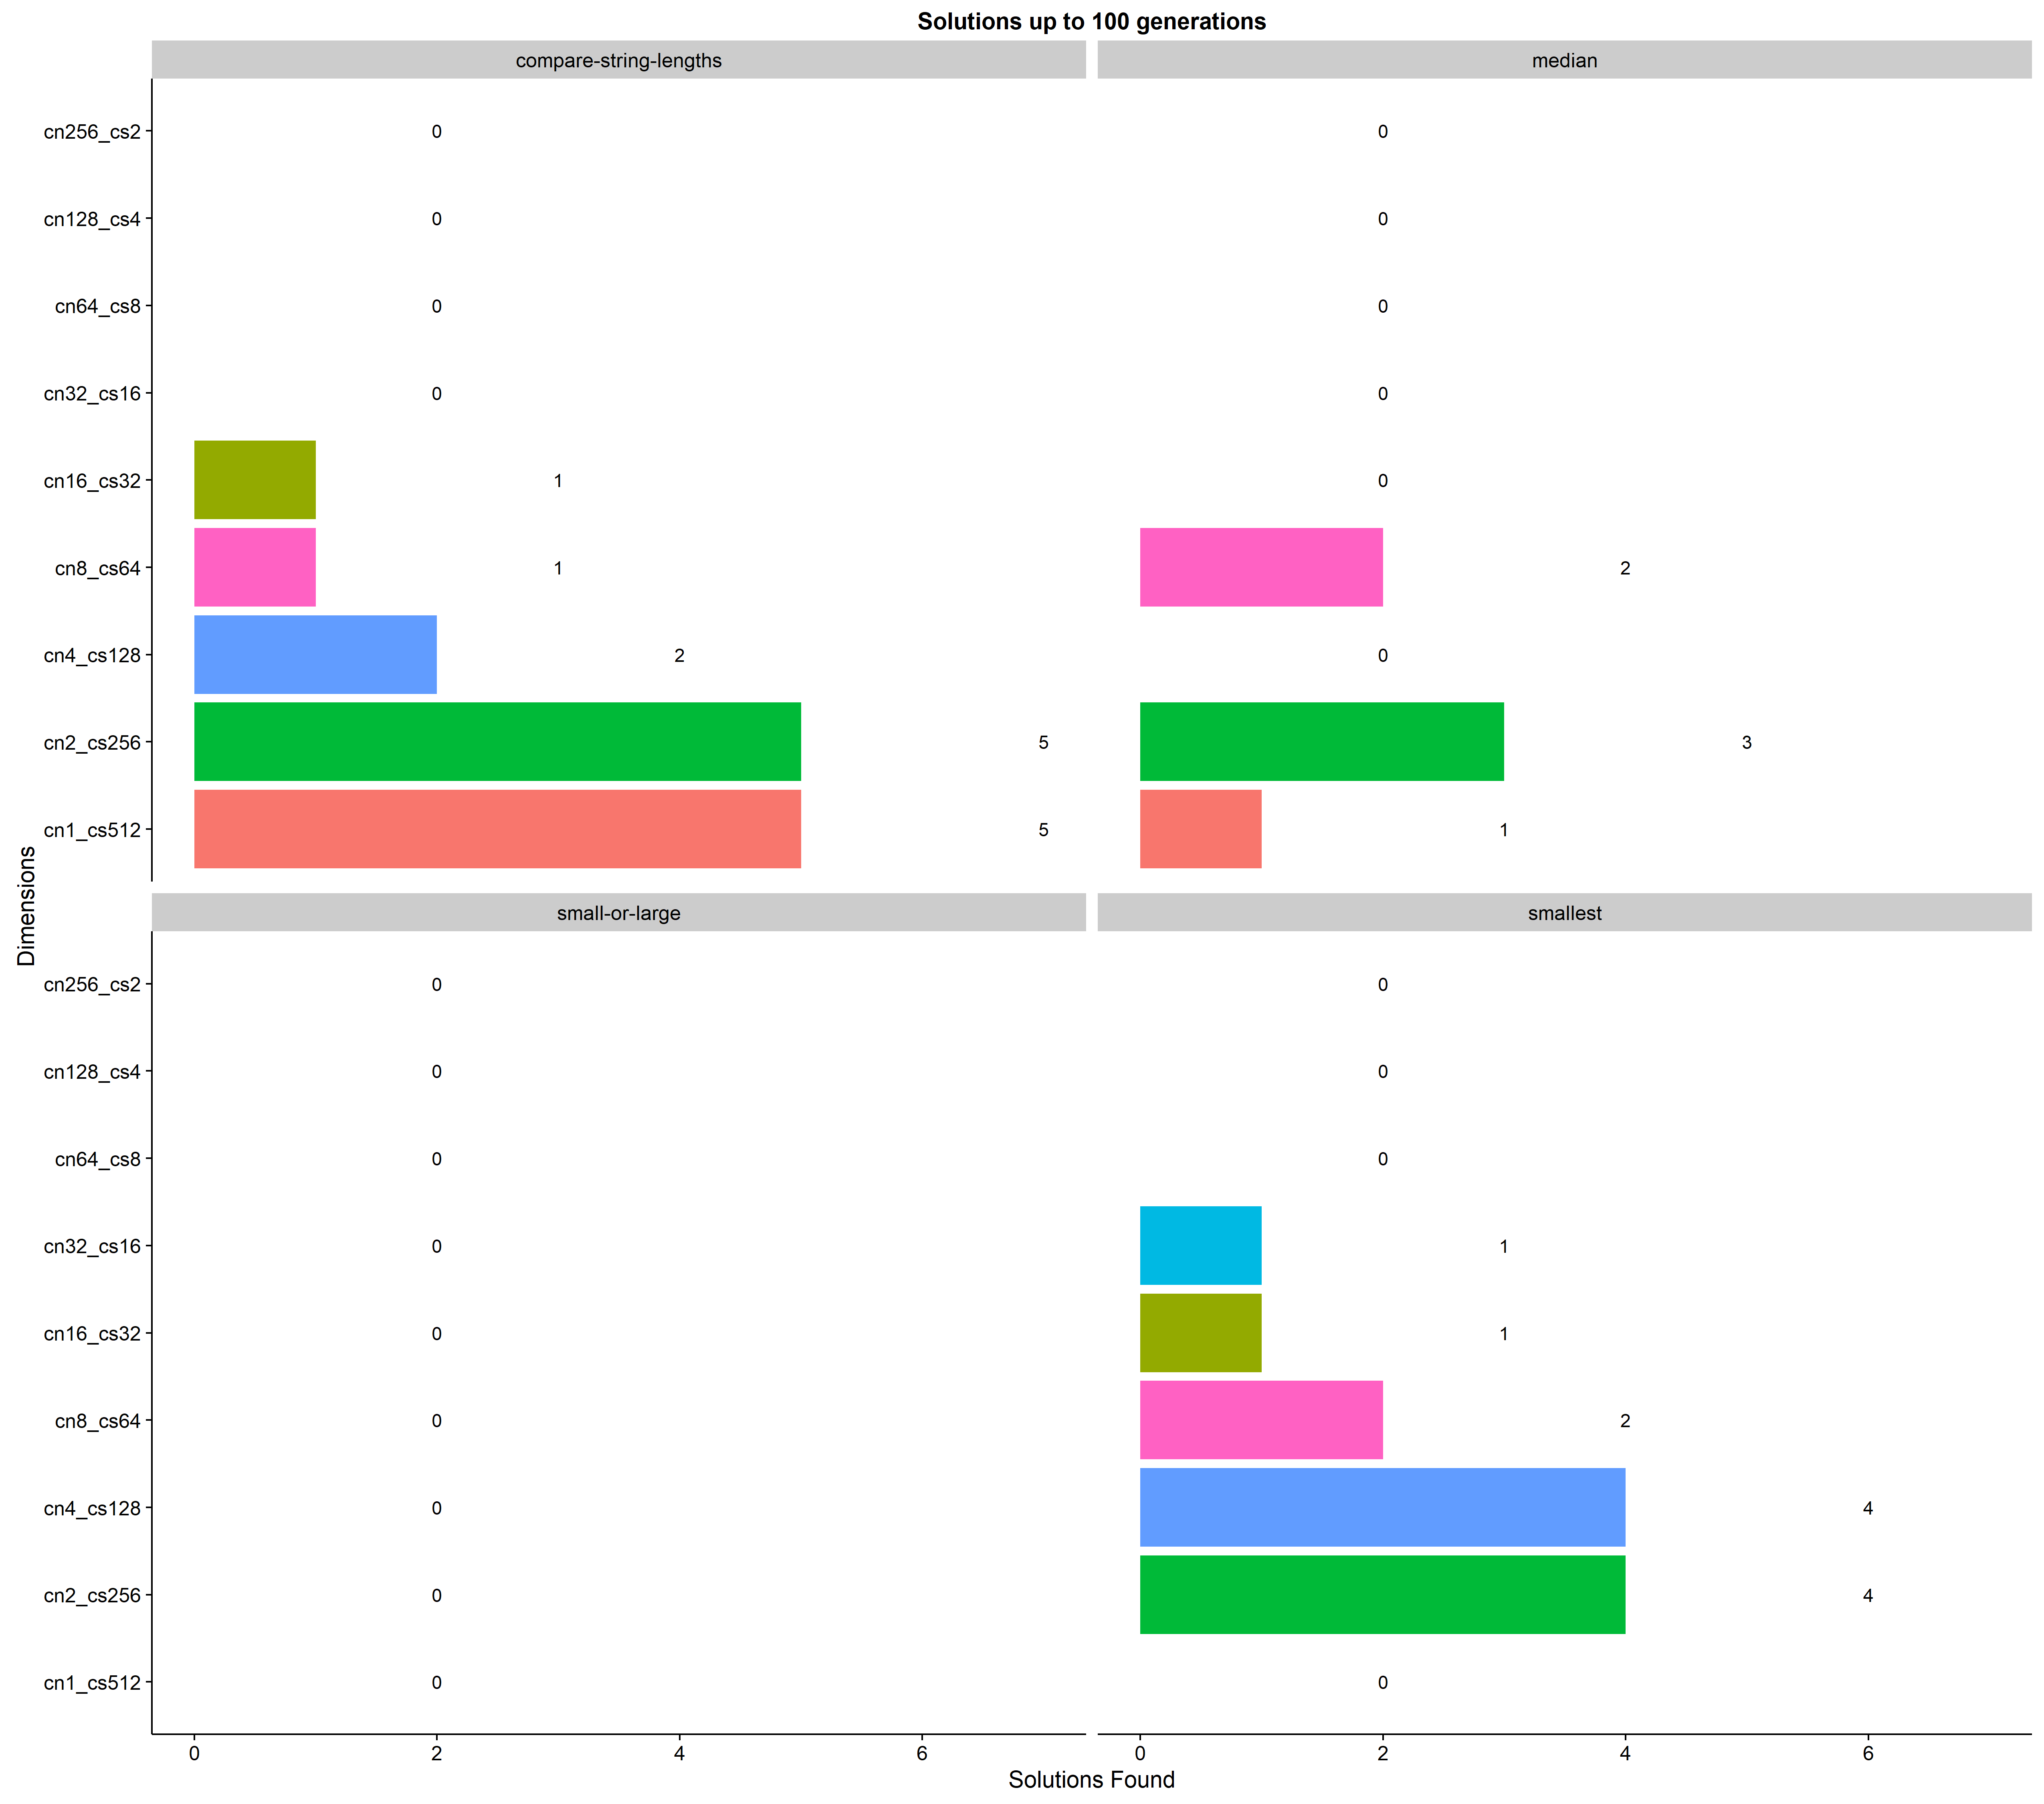 Solutions up to 100 generations
compare-string-lengths
median
cn256_cs2 0 0
cn128_cs4 0 0
cn64_cs8 0 0
cn32_cs16 0 0
cn16_cs32 1 0
cn8_cs64 1 2
cn4_cs128 2 0
cn2_cs256 5 3
cn1_cs512 5 1
Dimensions
small-or-large
smallest
cn256_cs2 0 0
cn128_cs4 0 0
cn64_cs8 0 0
cn32_cs16 0 1
cn16_cs32 0 1
cn8_cs64 0 2
cn4_cs128 0 4
cn2_cs256 0 4
cn1_cs512 0 0
0 2 4 6 0 2 4 6
Solutions Found